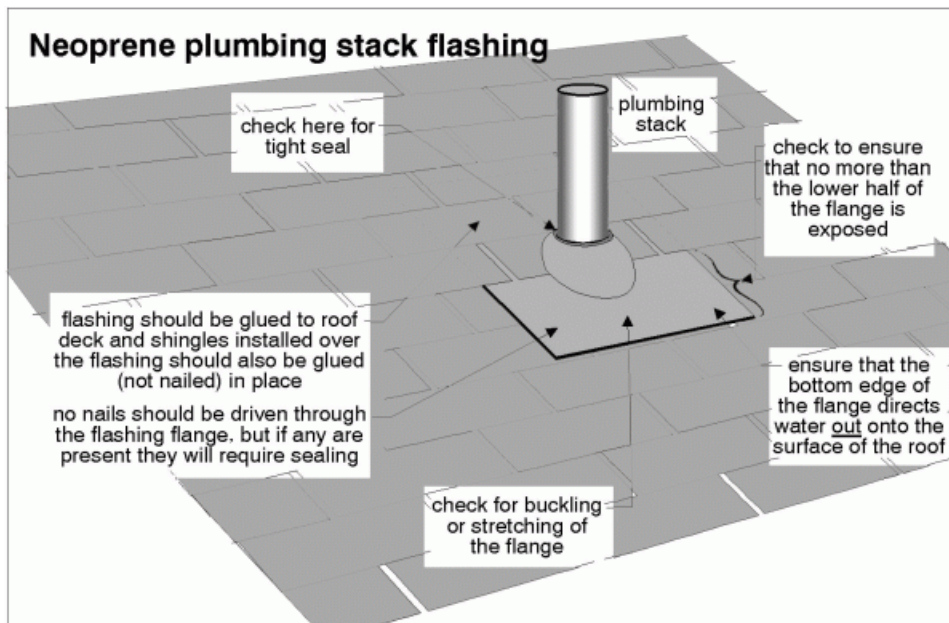 Neoprene plumbing stack flashing
check here for
tight seal
plumbing
stack
check to ensure
that no more than
the lower half of
the flange is
exposed
flashing should be glued to roof
deck and shingles installed over
the flashing should also be glued
(not nailed) in place
no nails should be driven through
the flashing flange, but if any are
present they will require sealing
ensure that the
bottom edge of
the flange directs
water out onto the
surface of the roof
check for buckling
or stretching of
the flange